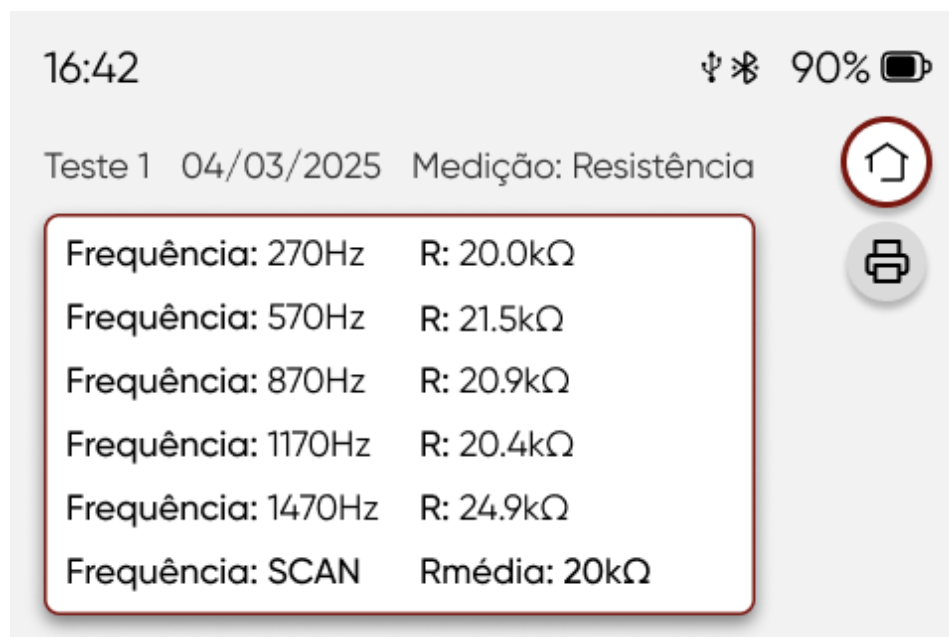 16:42 90%
Teste 1 04/03/2025 Medição: Resistência
Frequência: 270Hz R: 20.0kΩ
Frequência: 570Hz R: 21.5kΩ
Frequência: 870Hz R: 20.9kΩ
Frequência: 1170Hz R: 20.4kΩ
Frequência: 1470Hz R: 24.9kΩ
Frequência: SCAN Rmédia: 20kΩ